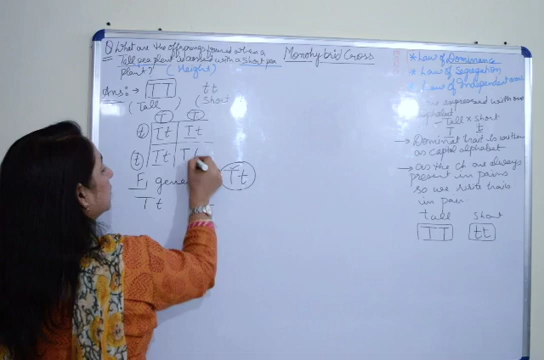 Q What are the offsprings formed when a
Tall pea plant is crossed with a short pea
plant? (Height)
Monohybrid Cross
Ans: → TT tt
(Tall) (Short
T T
t Tt Tt
t Tt Tt
F1 gene Tt
T t
* Law of Dominance
* Law of Segregation
* Law of Independent
expressed with one
alphabet
Tall x Short
T t
→ Dominant trait is written
as capital alphabet
→ as the ch are always
present in pairs
so we write traits
in pair
tall Short
TT tt